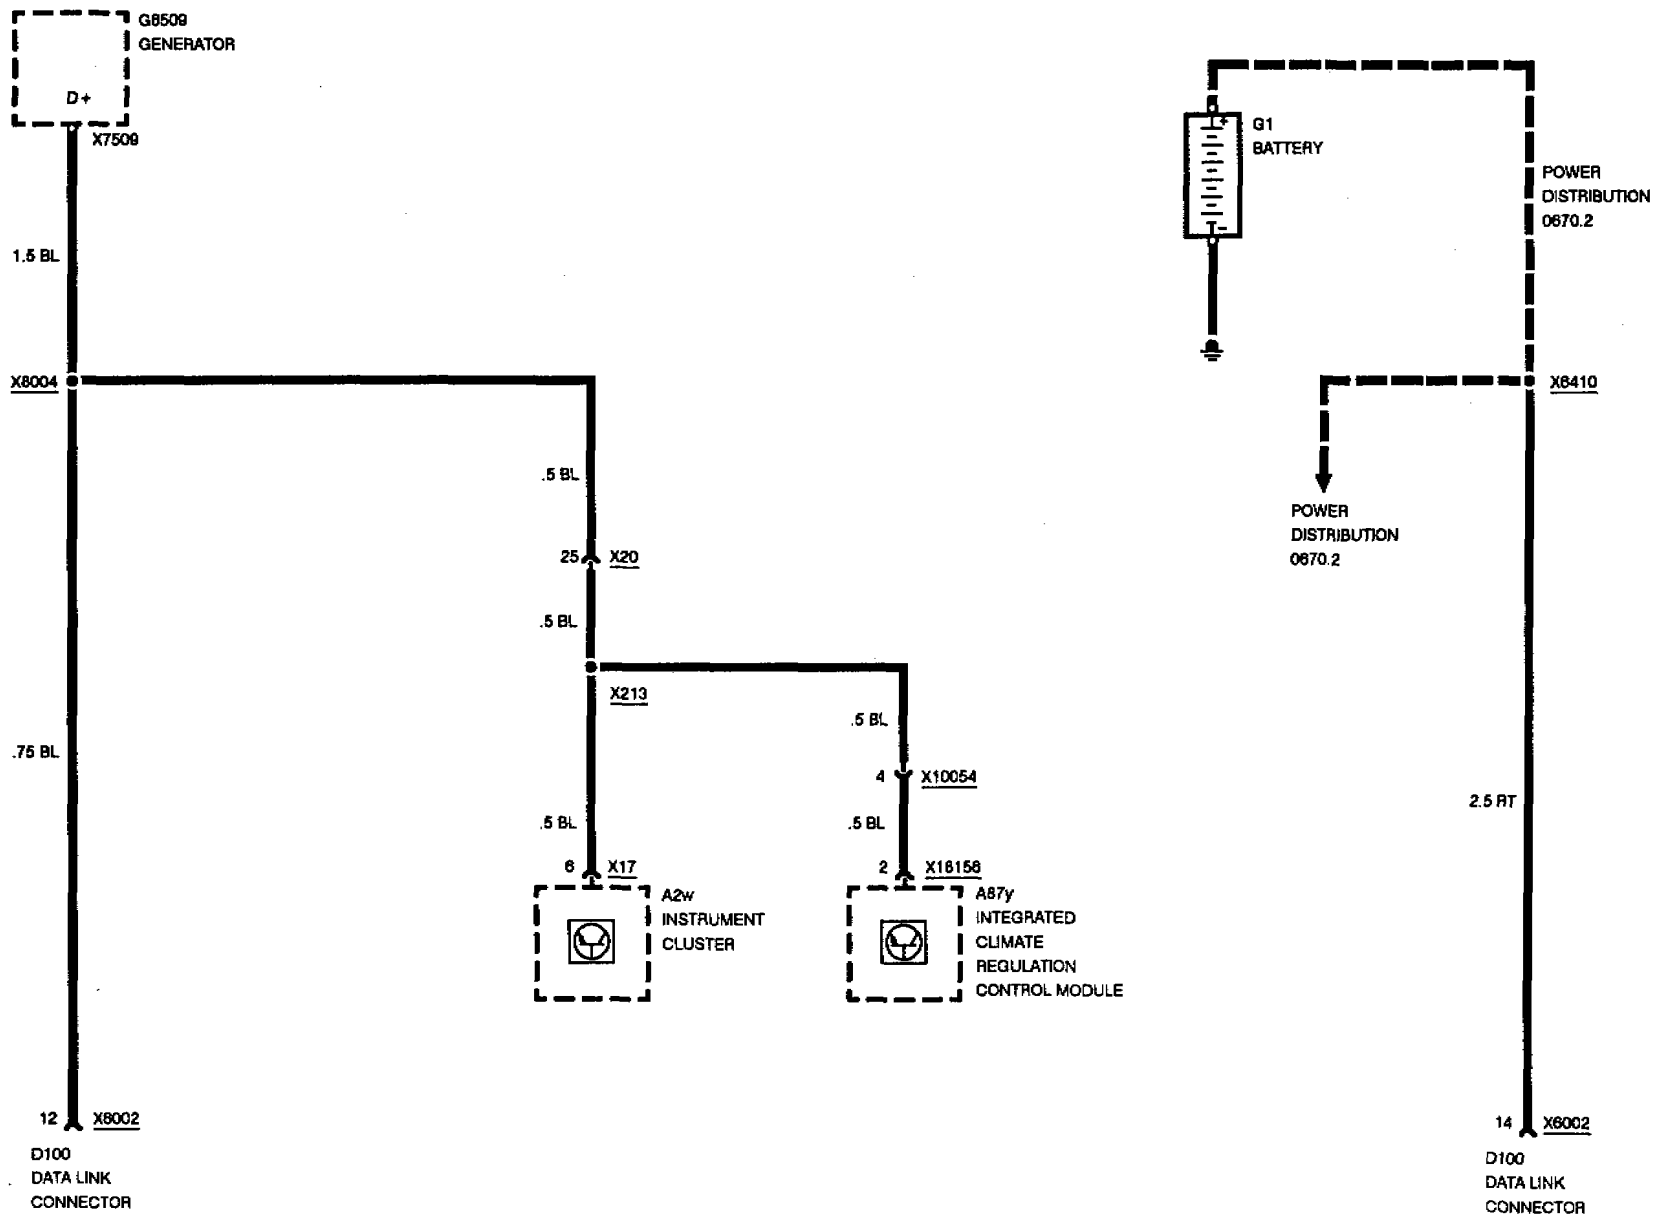 G6509
GENERATOR
D+
X7509
1.5 BL
X6004
.5 BL
25 X20
.5 BL
X213
.5 BL
.75 BL
4 X10054
.5 BL
.5 BL
6 X17
2 X18156
A2w
INSTRUMENT
CLUSTER
A87y
INTEGRATED
CLIMATE
REGULATION
CONTROL MODULE
12 X6002
D100
DATA LINK
CONNECTOR
+
G1
BATTERY
-
POWER
DISTRIBUTION
0670.2
X6410
POWER
DISTRIBUTION
0670.2
2.5 RT
14 X6002
D100
DATA LINK
CONNECTOR